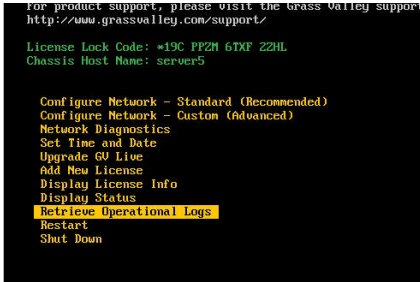 For product support, please visit the Grass Valley support
http://www.grassvalley.com/support/
License Lock Code: *19C PPZM 6TXF 22HL
Chassis Host Name: server5
Configure Network - Standard (Recommended)
Configure Network - Custom (Advanced)
Network Diagnostics
Set Time and Date
Upgrade GV Live
Add New License
Display License Info
Display Status
Retrieve Operational Logs
Restart
Shut Down